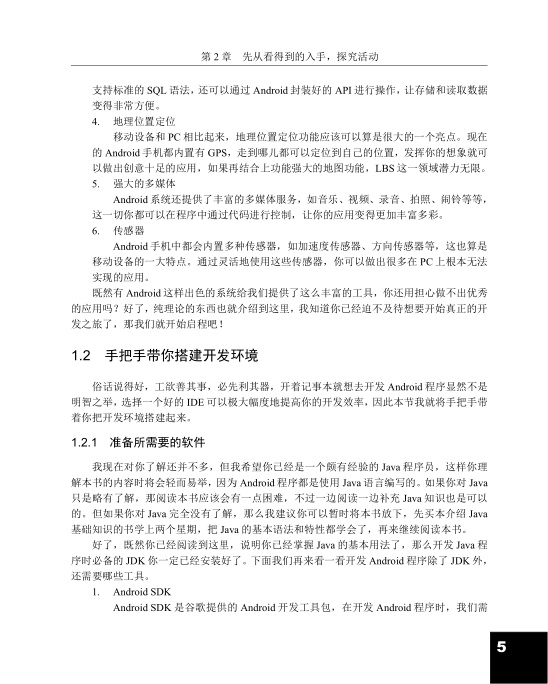 第 2 章 先从看得到的入手，探究活动
支持标准的 SQL 语法，还可以通过 Android 封装好的 API 进行操作，让存储和读取数据
变得非常方便。
4. 地理位置定位
移动设备和 PC 相比起来，地理位置定位功能应该可以算是很大的一个亮点。现在
的 Android 手机都内置有 GPS，走到哪儿都可以定位到自己的位置，发挥你的想象就可
以做出创意十足的应用，如果再结合上功能强大的地图功能，LBS 这一领域潜力无限。
5. 强大的多媒体
Android 系统还提供了丰富的多媒体服务，如音乐、视频、录音、拍照、闹铃等等，
这一切你都可以在程序中通过代码进行控制，让你的应用变得更加丰富多彩。
6. 传感器
Android 手机中都会内置多种传感器，如加速度传感器、方向传感器等，这也算是
移动设备的一大特点。通过灵活地使用这些传感器，你可以做出很多在 PC 上根本无法
实现的应用。
既然有 Android 这样出色的系统给我们提供了这么丰富的工具，你还用担心做不出优秀
的应用吗？好了，纯理论的东西也就介绍到这里，我知道你已经迫不及待想要开始真正的开
发之旅了，那我们就开始启程吧！
1.2 手把手带你搭建开发环境
俗话说得好，工欲善其事，必先利其器，开着记事本就想去开发 Android 程序显然不是
明智之举，选择一个好的 IDE 可以极大幅度地提高你的开发效率，因此本节我就将手把手带
着你把开发环境搭建起来。
1.2.1 准备所需要的软件
我现在对你了解还并不多，但我希望你已经是一个颇有经验的 Java 程序员，这样你理
解本书的内容时将会轻而易举，因为 Android 程序都是使用 Java 语言编写的。如果你对 Java
只是略有了解，那阅读本书应该会有一点困难，不过一边阅读一边补充 Java 知识也是可以
的。但如果你对 Java 完全没有了解，那么我建议你可以暂时将本书放下，先买本介绍 Java
基础知识的书学上两个星期，把 Java 的基本语法和特性都学会了，再来继续阅读本书。
好了，既然你已经阅读到这里，说明你已经掌握 Java 的基本用法了，那么开发 Java 程
序时必备的 JDK 你一定已经安装好了。下面我们再来看一看开发 Android 程序除了 JDK 外，
还需要哪些工具。
1. Android SDK
Android SDK 是谷歌提供的 Android 开发工具包，在开发 Android 程序时，我们需
5